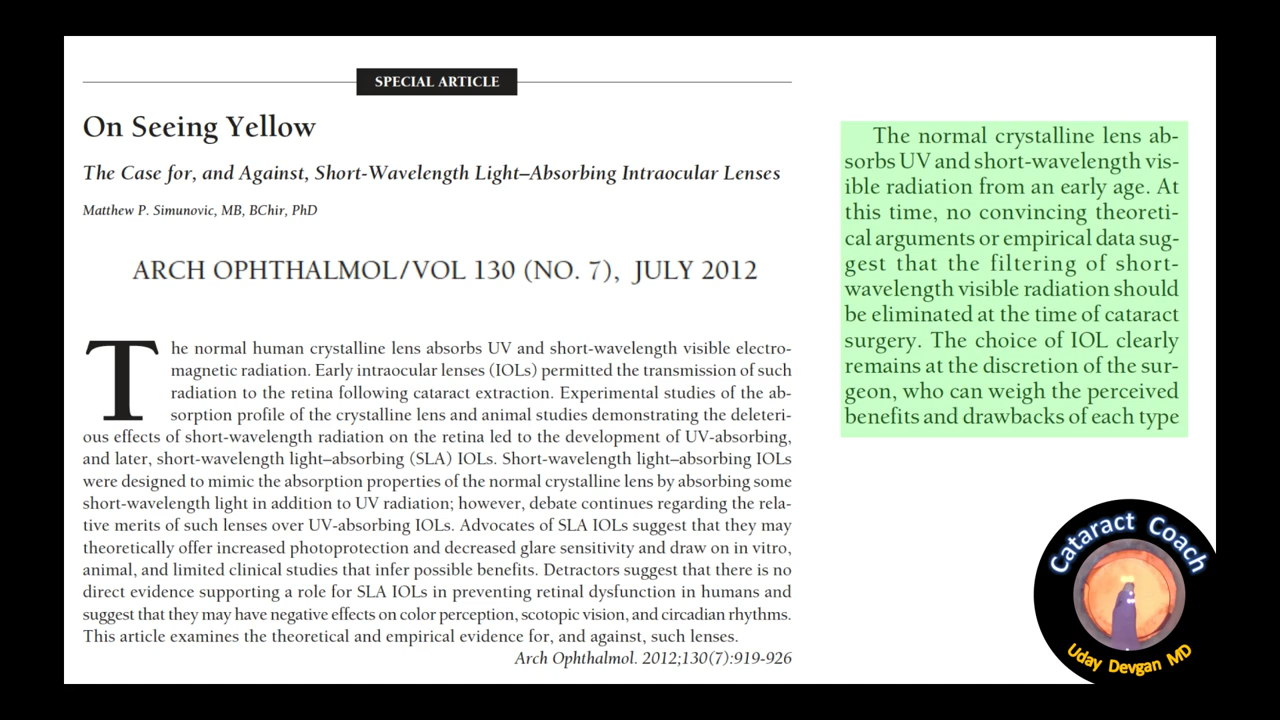 SPECIAL ARTICLE
On Seeing Yellow
The Case for, and Against, Short-Wavelength Light–Absorbing Intraocular Lenses
Matthew P. Simunovic, MB, BChir, PhD
ARCH OPHTHALMOL/VOL 130 (NO. 7), JULY 2012
The normal human crystalline lens absorbs UV and short-wavelength visible electro-
magnetic radiation. Early intraocular lenses (IOLs) permitted the transmission of such
radiation to the retina following cataract extraction. Experimental studies of the ab-
sorption profile of the crystalline lens and animal studies demonstrating the deleteri-
ous effects of short-wavelength radiation on the retina led to the development of UV-absorbing,
and later, short-wavelength light–absorbing (SLA) IOLs. Short-wavelength light–absorbing IOLs
were designed to mimic the absorption properties of the normal crystalline lens by absorbing some
short-wavelength light in addition to UV radiation; however, debate continues regarding the rela-
tive merits of such lenses over UV-absorbing IOLs. Advocates of SLA IOLs suggest that they may
theoretically offer increased photoprotection and decreased glare sensitivity and draw on in vitro,
animal, and limited clinical studies that infer possible benefits. Detractors suggest that there is no
direct evidence supporting a role for SLA IOLs in preventing retinal dysfunction in humans and
suggest that they may have negative effects on color perception, scotopic vision, and circadian rhythms.
This article examines the theoretical and empirical evidence for, and against, such lenses.
Arch Ophthalmol. 2012;130(7):919-926
The normal crystalline lens ab-
sorbs UV and short-wavelength vis-
ible radiation from an early age. At
this time, no convincing theoreti-
cal arguments or empirical data sug-
gest that the filtering of short-
wavelength visible radiation should
be eliminated at the time of cataract
surgery. The choice of IOL clearly
remains at the discretion of the sur-
geon, who can weigh the perceived
benefits and drawbacks of each type
Cataract Coach
Uday Devgan MD